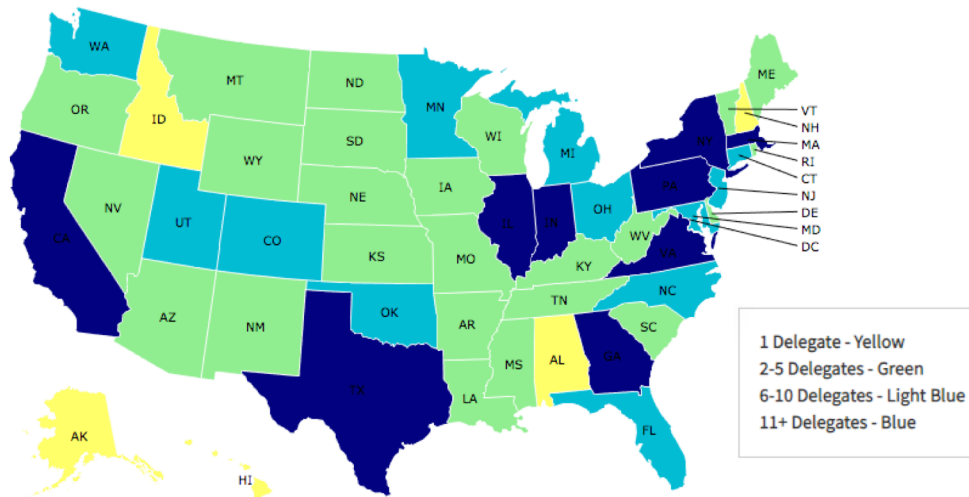 WA
MT
ND
MN
ME
OR
ID
SD
WI
VT
NH
WY
MI
NY
MA
RI
CT
NJ
IA
PA
NE
NV
UT
CO
IL
IN
OH
DE
MD
DC
CA
KS
MO
WV
VA
KY
NC
AZ
NM
OK
AR
TN
SC
TX
LA
MS
AL
GA
FL
AK
HI
1 Delegate - Yellow
2-5 Delegates - Green
6-10 Delegates - Light Blue
11+ Delegates - Blue